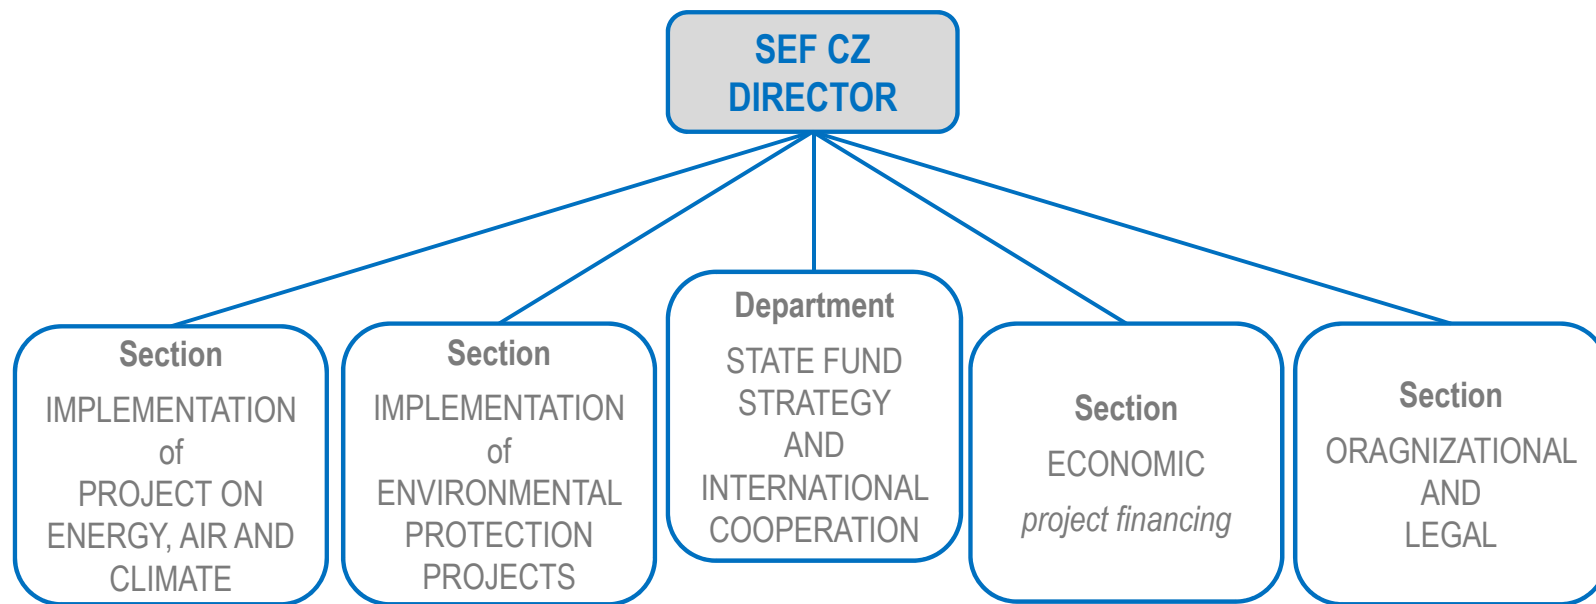 SEF CZ
DIRECTOR
Section
IMPLEMENTATION
of
PROJECT ON
ENERGY, AIR AND
CLIMATE
Section
IMPLEMENTATION
of
ENVIRONMENTAL
PROTECTION
PROJECTS
Department
STATE FUND
STRATEGY
AND
INTERNATIONAL
COOPERATION
Section
ECONOMIC
project financing
Section
ORAGNIZATIONAL
AND
LEGAL